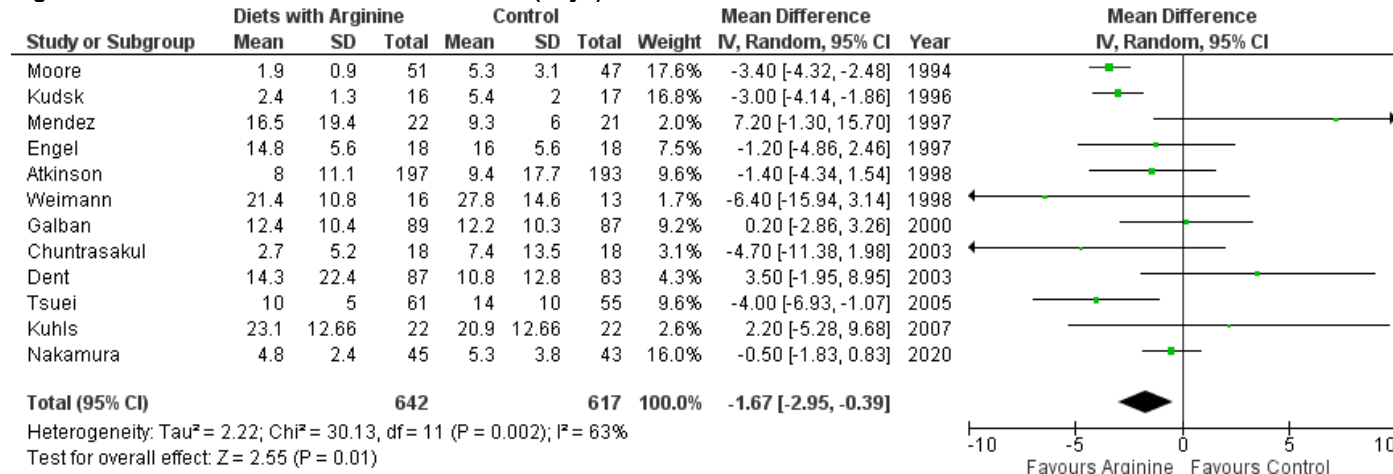 Diets with Arginine Control Mean Difference Mean Difference
Study or Subgroup Mean SD Total Mean SD Total Weight IV, Random, 95% CI Year IV, Random, 95% CI
Moore 1.9 0.9 51 5.3 3.1 47 17.6% -3.40 [-4.32, -2.48] 1994
Kudsk 2.4 1.3 16 5.4 2 17 16.8% -3.00 [-4.14, -1.86] 1996
Mendez 16.5 19.4 22 9.3 6 21 2.0% 7.20 [-1.30, 15.70] 1997
Engel 14.8 5.6 18 16 5.6 18 7.5% -1.20 [-4.86, 2.46] 1997
Atkinson 8 11.1 197 9.4 17.7 193 9.6% -1.40 [-4.34, 1.54] 1998
Weimann 21.4 10.8 16 27.8 14.6 13 1.7% -6.40 [-15.94, 3.14] 1998
Galban 12.4 10.4 89 12.2 10.3 87 9.2% 0.20 [-2.86, 3.26] 2000
Chuntrasakul 2.7 5.2 18 7.4 13.5 18 3.1% -4.70 [-11.38, 1.98] 2003
Dent 14.3 22.4 87 10.8 12.8 83 4.3% 3.50 [-1.95, 8.95] 2003
Tsuei 10 5 61 14 10 55 9.6% -4.00 [-6.93, -1.07] 2005
Kuhls 23.1 12.66 22 20.9 12.66 22 2.6% 2.20 [-5.28, 9.68] 2007
Nakamura 4.8 2.4 45 5.3 3.8 43 16.0% -0.50 [-1.83, 0.83] 2020
Total (95% CI) 642 617 100.0% -1.67 [-2.95, -0.39]
Heterogeneity: Tau² = 2.22; Chi² = 30.13, df = 11 (P = 0.002); I² = 63%
Test for overall effect: Z = 2.55 (P = 0.01)
-10 -5 0 5 10
Favours Arginine Favours Control